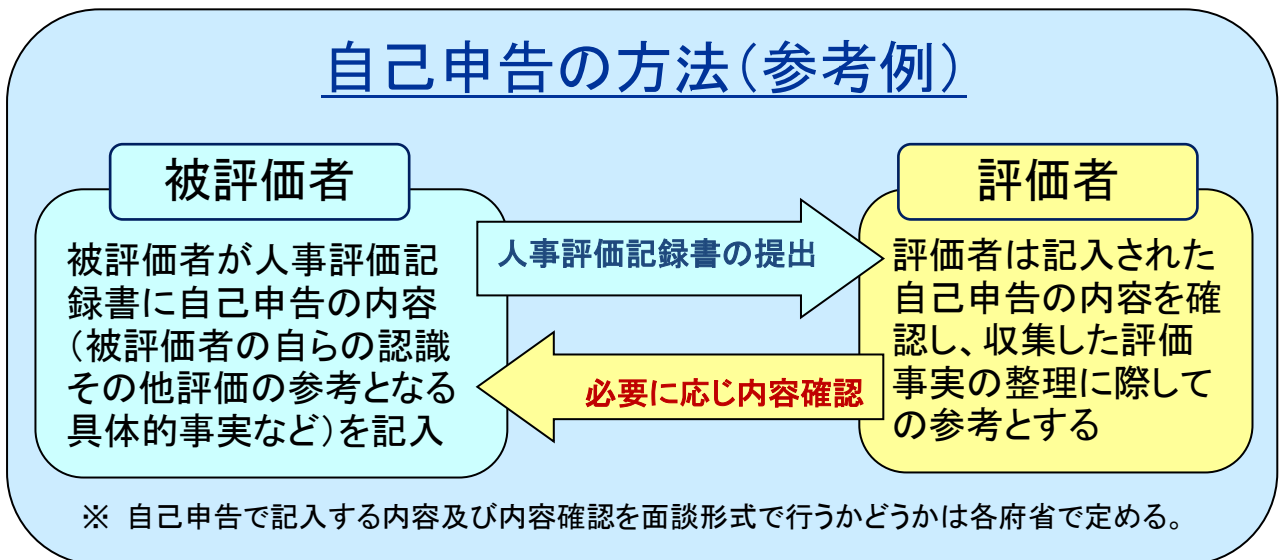 自己申告の方法（参考例）
被評価者
被評価者が人事評価記
録書に自己申告の内容
（被評価者の自らの認識
その他評価の参考となる
具体的事実など）を記入
人事評価記録書の提出
必要に応じ内容確認
評価者
評価者は記入された
自己申告の内容を確
認し、収集した評価
事実の整理に際して
の参考とする
※ 自己申告で記入する内容及び内容確認を面談形式で行うかどうかは各府省で定める。